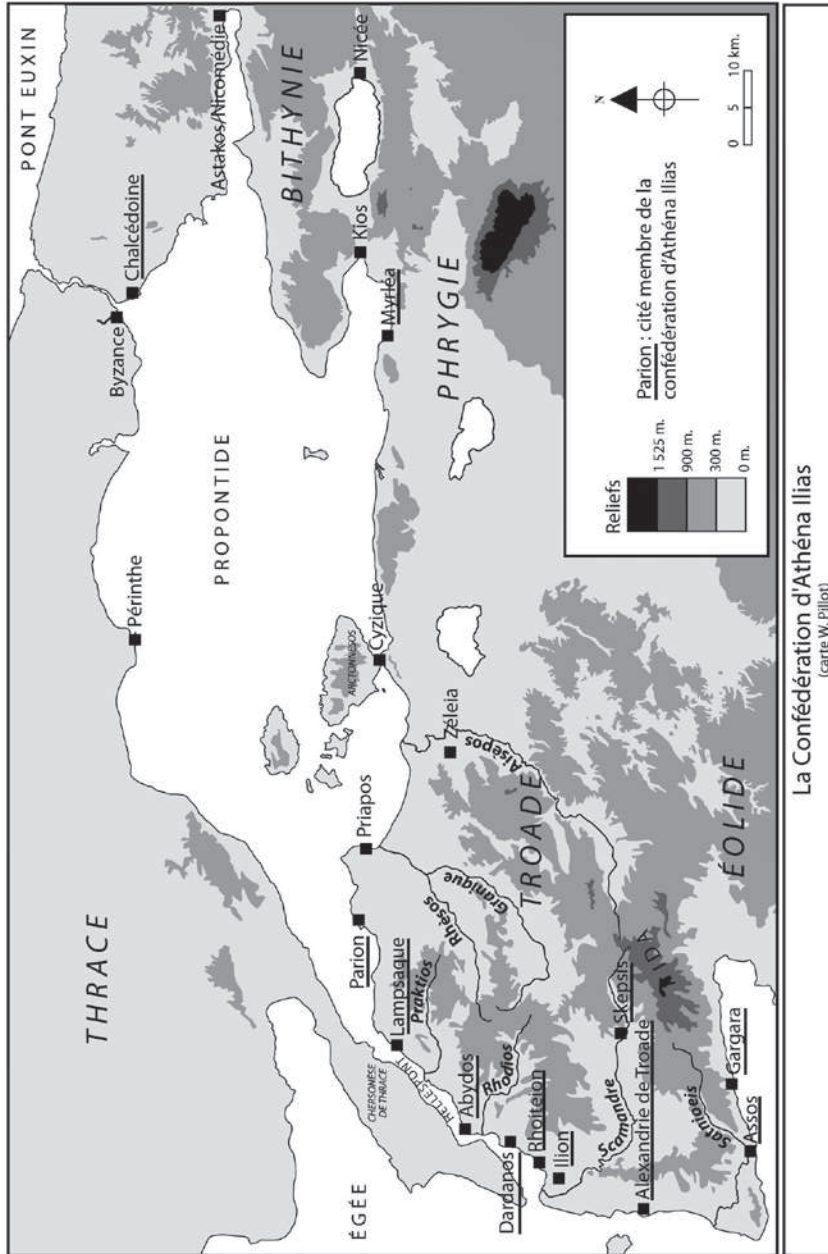 PONT EUXIN
Astakos/Nicomédie
BITHYNIE
Nicée
Chalcédoine
Byzance
Kios
Myrléa
PHRYGIE
Périnthe
PROPONTIDE
THRACE
ARCTONNESOS
Cyzique
Zéleia
Aisépos
Priapos
TROADE
Granique
Rhésos
Parion
Lampsaque
Praktios
ÉOLIDE
CHERSONÈSE
DE THRACE
HELLESPONT
Abydos
Rhodios
IDA
Skepsis
ÉGÉE
Dardanos
Rhoiteion
Ilion
Scamandre
Alexandrie de Troade
Satnioeis
Gargara
Assos
Reliefs
1 525 m.
900 m.
300 m.
0 m.
Parion : cité membre de la
confédération d'Athéna Ilias
N
0 5 10 km.
La Confédération d'Athéna Ilias
(carte W. Pillot)